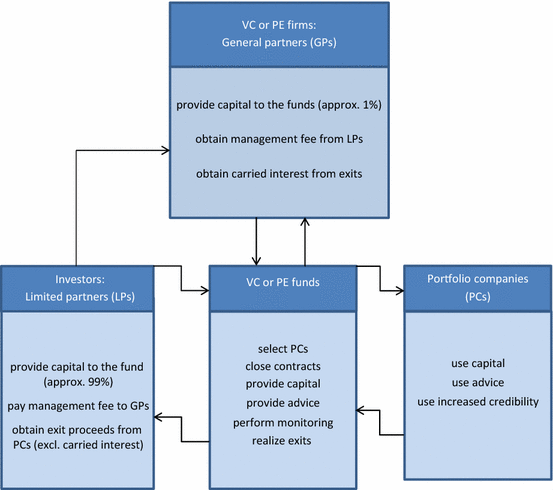 VC or PE firms:
General partners (GPs)
provide capital to the funds (approx. 1%)
obtain management fee from LPs
obtain carried interest from exits
Investors:
Limited partners (LPs)
provide capital to the fund
(approx. 99%)
pay management fee to GPs
obtain exit proceeds from
PCs (excl. carried interest)
VC or PE funds
select PCs
close contracts
provide capital
provide advice
perform monitoring
realize exits
Portfolio companies
(PCs)
use capital
use advice
use increased credibility